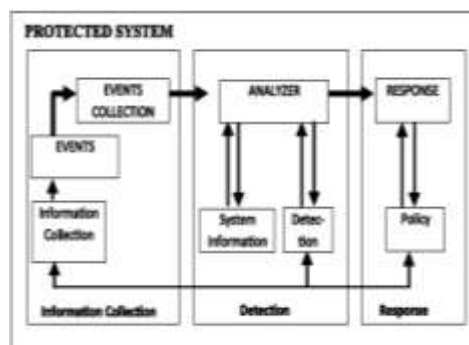 PROTECTED SYSTEM
EVENTS
COLLECTION
ANALYZER
RESPONSE
EVENTS
Information
Collection
System
Information
Detec-
tion
Policy
Information Collection
Detection
Response